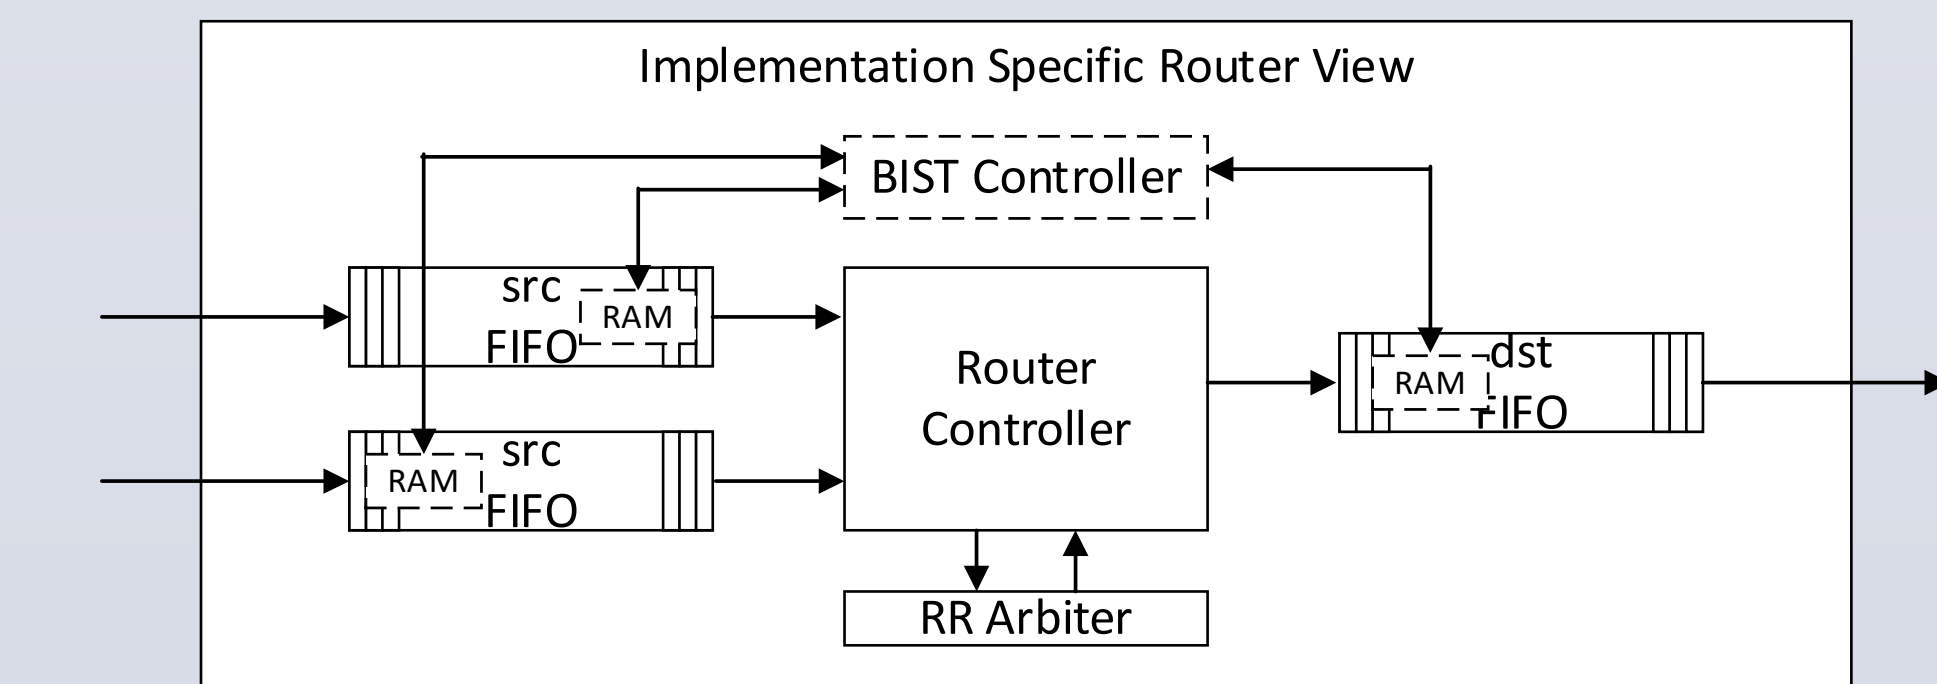 Implementation Specific Router View
BIST Controller
src
FIFO
RAM
src
FIFO
RAM
Router
Controller
dst
FIFO
RAM
RR Arbiter